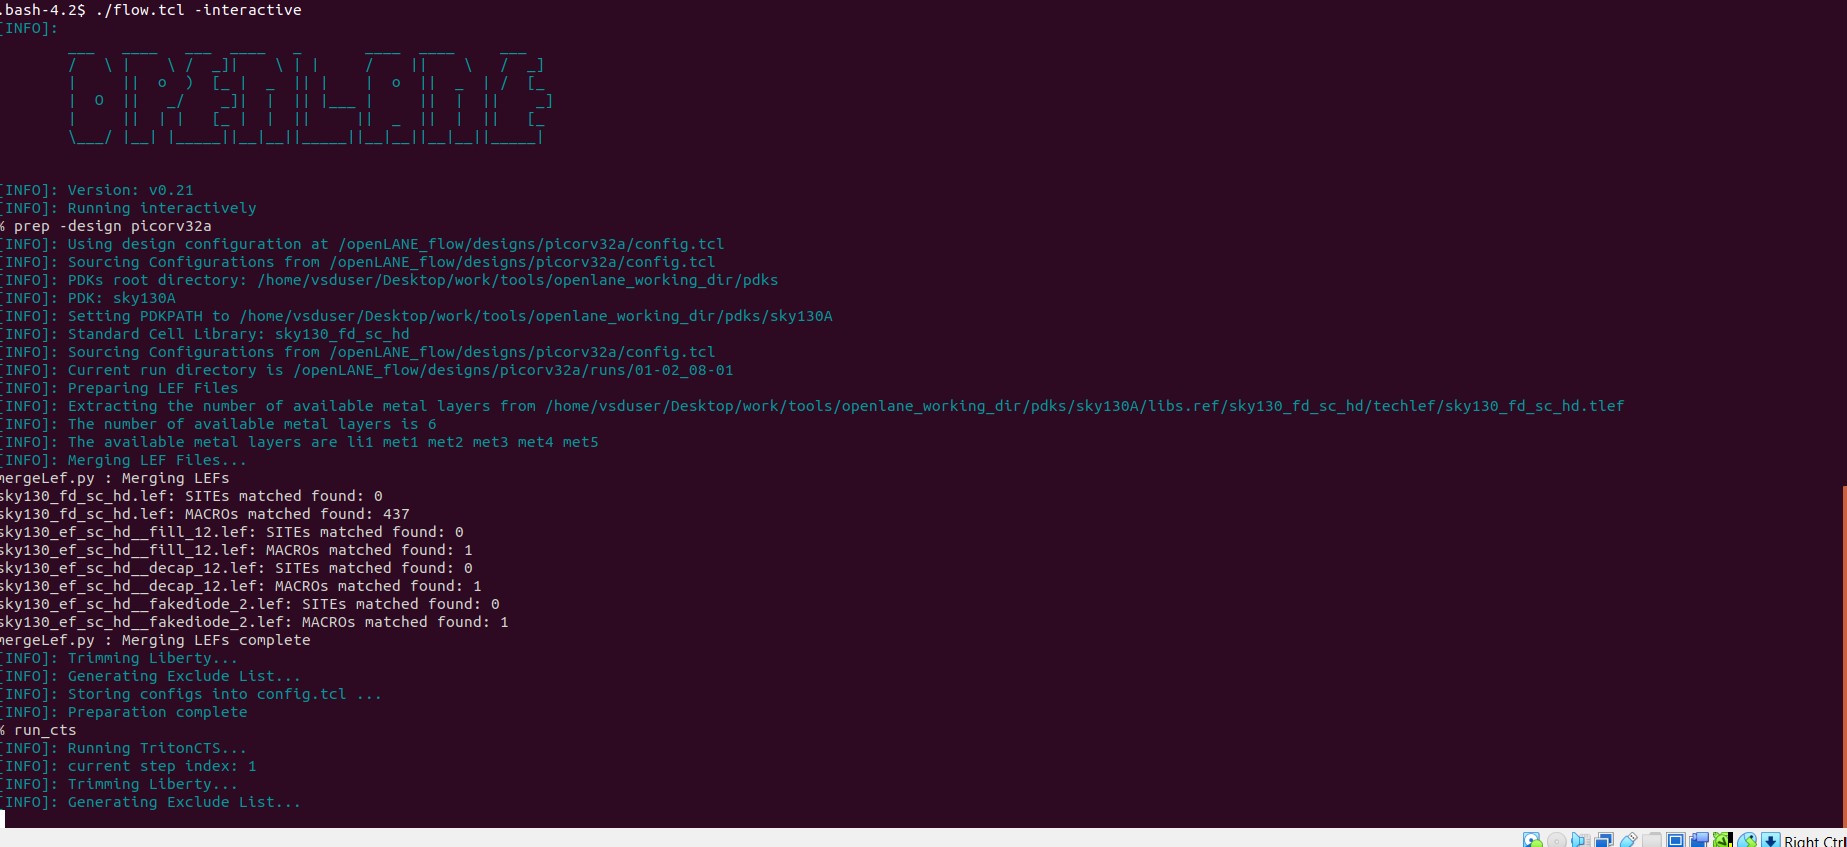 .bash-4.2$ ./flow.tcl -interactive
[INFO]:
[INFO]: Version: v0.21
[INFO]: Running interactively
% prep -design picorv32a
[INFO]: Using design configuration at /openLANE_flow/designs/picorv32a/config.tcl
[INFO]: Sourcing Configurations from /openLANE_flow/designs/picorv32a/config.tcl
[INFO]: PDKs root directory: /home/vsduser/Desktop/work/tools/openlane_working_dir/pdks
[INFO]: PDK: sky130A
[INFO]: Setting PDKPATH to /home/vsduser/Desktop/work/tools/openlane_working_dir/pdks/sky130A
[INFO]: Standard Cell Library: sky130_fd_sc_hd
[INFO]: Sourcing Configurations from /openLANE_flow/designs/picorv32a/config.tcl
[INFO]: Current run directory is /openLANE_flow/designs/picorv32a/runs/01-02_08-01
[INFO]: Preparing LEF Files
[INFO]: Extracting the number of available metal layers from /home/vsduser/Desktop/work/tools/openlane_working_dir/pdks/sky130A/libs.ref/sky130_fd_sc_hd/techlef/sky130_fd_sc_hd.tlef
[INFO]: The number of available metal layers is 6
[INFO]: The available metal layers are li1 met1 met2 met3 met4 met5
[INFO]: Merging LEF Files...
mergeLef.py : Merging LEFs
sky130_fd_sc_hd.lef: SITEs matched found: 0
sky130_fd_sc_hd.lef: MACROs matched found: 437
sky130_ef_sc_hd__fill_12.lef: SITEs matched found: 0
sky130_ef_sc_hd__fill_12.lef: MACROs matched found: 1
sky130_ef_sc_hd__decap_12.lef: SITEs matched found: 0
sky130_ef_sc_hd__decap_12.lef: MACROs matched found: 1
sky130_ef_sc_hd__fakediode_2.lef: SITEs matched found: 0
sky130_ef_sc_hd__fakediode_2.lef: MACROs matched found: 1
mergeLef.py : Merging LEFs complete
[INFO]: Trimming Liberty...
[INFO]: Generating Exclude List...
[INFO]: Storing configs into config.tcl ...
[INFO]: Preparation complete
% run_cts
[INFO]: Running TritonCTS...
[INFO]: current step index: 1
[INFO]: Trimming Liberty...
[INFO]: Generating Exclude List...
Right Ctrl